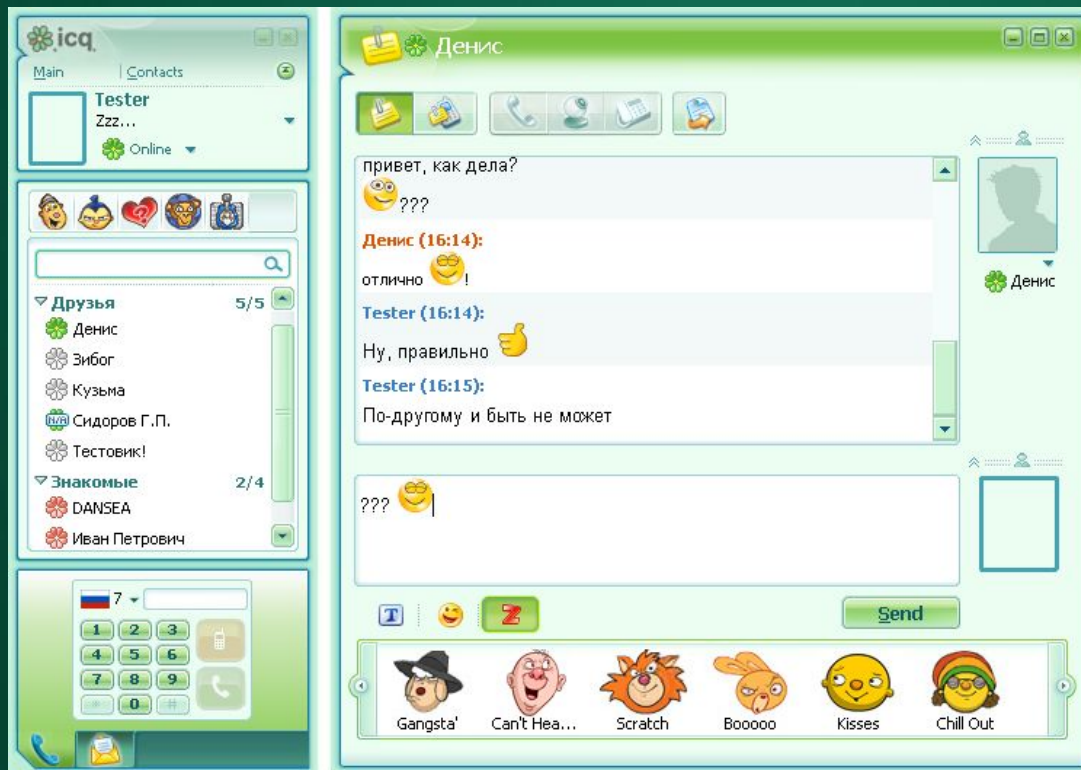 icq
Main | Contacts
Tester
Zzz...
Online
Друзья 5/5
Денис
Зибог
Кузьма
N/A Сидоров Г.П.
Тестовик!
Знакомые 2/4
DANSEA
Иван Петрович
7
1 2 3
4 5 6
7 8 9
* 0 #
Денис
привет, как дела?
???
Денис (16:14):
отлично !
Tester (16:14):
Ну, правильно
Tester (16:15):
По-другому и быть не может
Денис
???
T Z
Send
Gangsta' Can't Hea... Scratch Booooo Kisses Chill Out